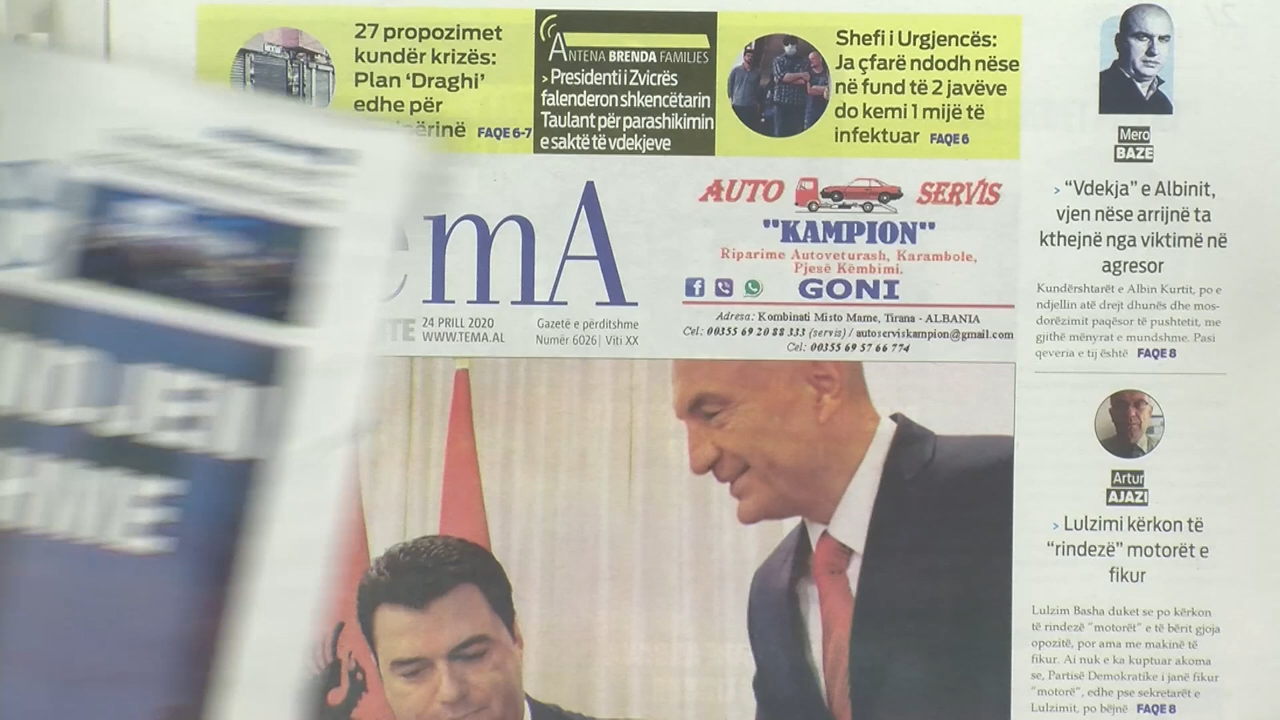 27 propozimet
kundër krizës:
Plan ‘Draghi’
edhe për
FAQE 6-7
ANTENA BRENDA FAMILJES
› Presidenti i Zvicrës
falenderon shkencëtarin
Taulant për parashikimin
e saktë të vdekjeve
Shefi i Urgjencës:
Ja çfarë ndodh nëse
në fund të 2 javëve
do kemi 1 mijë të
infektuar FAQE 6
emA
24 PRILL 2020
WWW.TEMA.AL
Gazetë e përditshme
Numër 6026| Viti XX
AUTO SERVIS
"KAMPION"
Riparime Autoveturash, Karambole,
Pjesë Këmbimi.
GONI
Adresa: Kombinati Misto Mame, Tirana - ALBANIA
Cel: 00355 69 20 88 333 (servis) / autoserviskampion@gmail.com
Cel: 00355 69 57 66 774
Mero
BAZE
› “Vdekja” e Albinit,
vjen nëse arrijnë ta
kthejnë nga viktimë në
agresor
Kundërshtarët e Albin Kurtit, po e
ndjellin atë drejt dhunës dhe mos-
dorëzimit paqësor të pushtetit, me
gjithë mënyrat e mundshme. Pasi
qeveria e tij është FAQE 8
Artur
AJAZI
› Lulzimi kërkon të
“rindezë” motorët e
fikur
Lulzim Basha duket se po kërkon
të rindezë “motorët” e të bërit gjoja
opozitë, por ama me makinë të
fikur. Ai nuk e ka kuptuar akoma
se, Partisë Demokratike i janë fikur
“motorë”, edhe pse sekretarët e
Lulzimit, po bëjnë FAQE 8